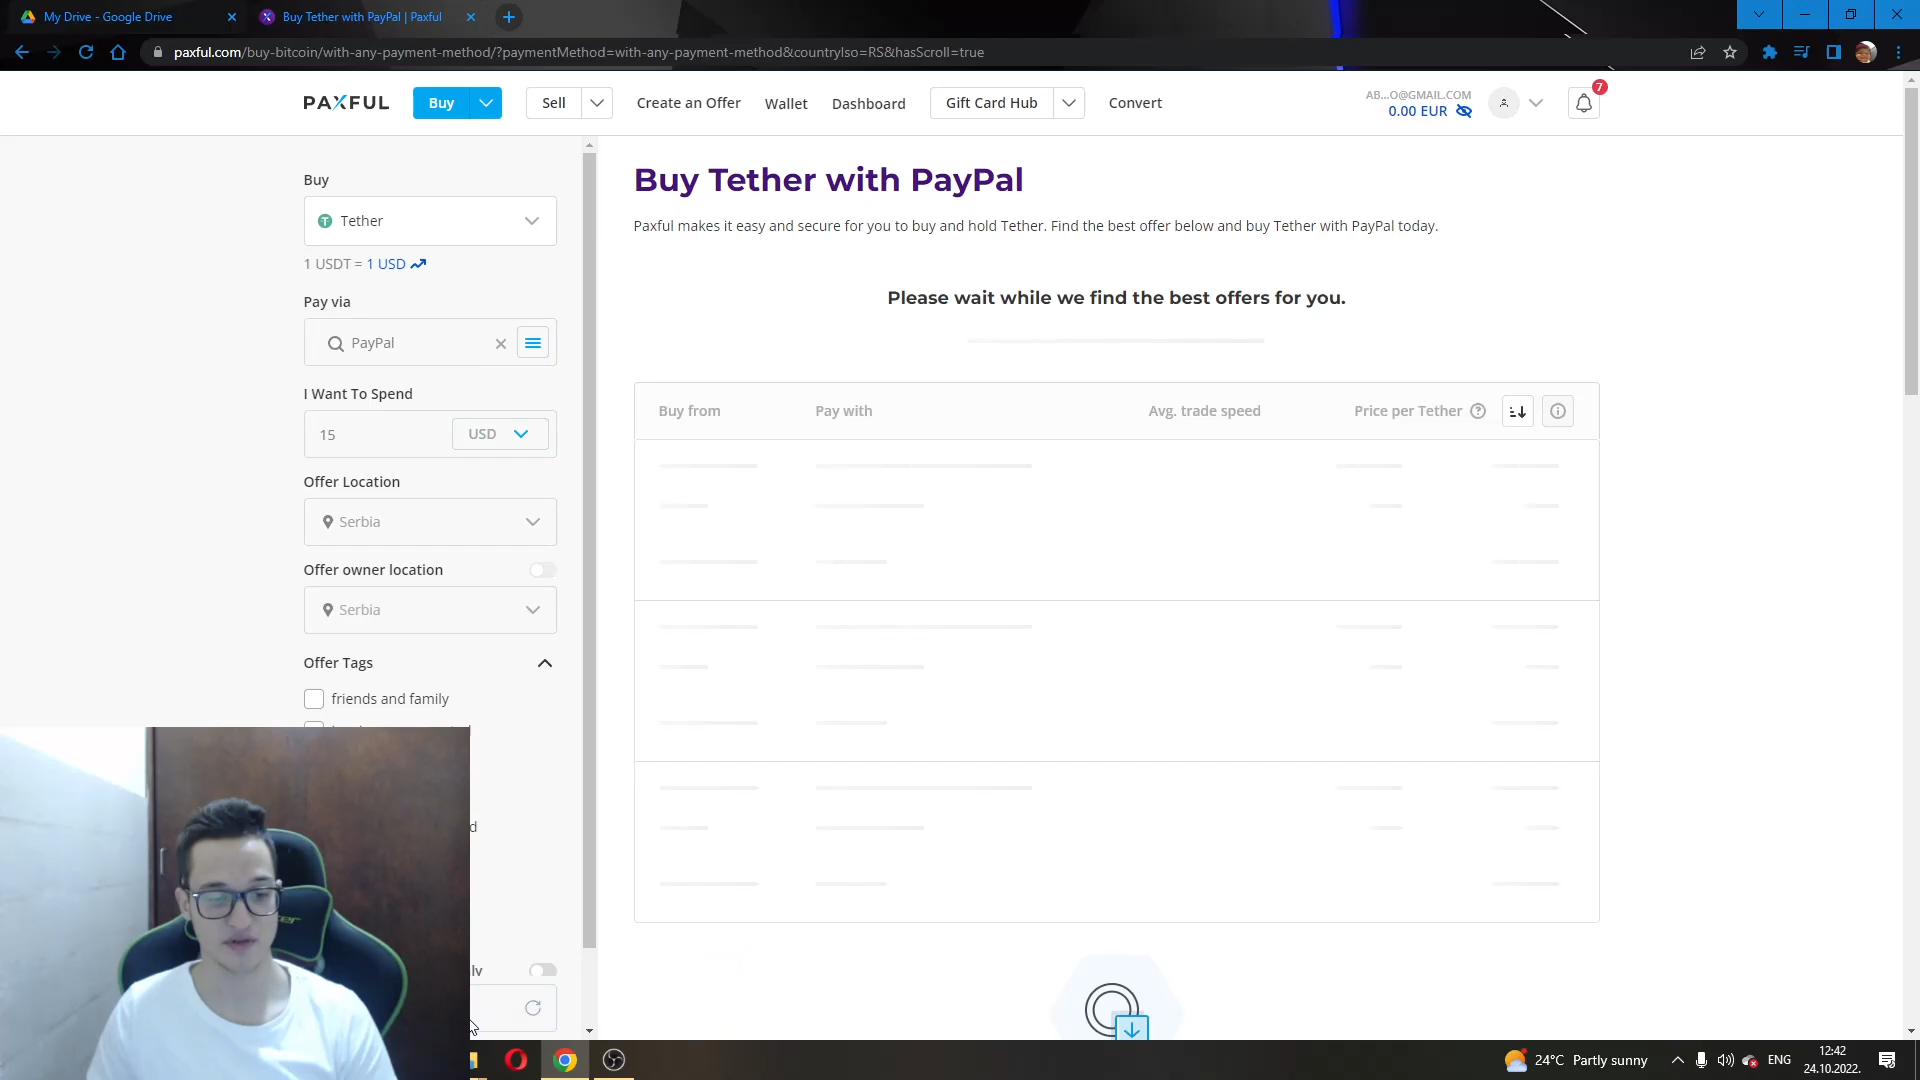 My Drive - Google Drive
Buy Tether with PayPal | Paxful
paxful.com/buy-bitcoin/with-any-payment-method/?paymentMethod=with-any-payment-method&countryIso=RS&hasScroll=true
PAXFUL
Buy
Sell
Create an Offer
Wallet
Dashboard
Gift Card Hub
Convert
AB...O@GMAIL.COM
0.00 EUR
7
Buy
Tether
1 USDT = 1 USD
Pay via
PayPal
I Want To Spend
15
USD
Offer Location
Serbia
Offer owner location
Serbia
Offer Tags
friends and family
Buy Tether with PayPal
Paxful makes it easy and secure for you to buy and hold Tether. Find the best offer below and buy Tether with PayPal today.
Please wait while we find the best offers for you.
Buy from
Pay with
Avg. trade speed
Price per Tether
24°C Partly sunny
ENG
12:42
24.10.2022.